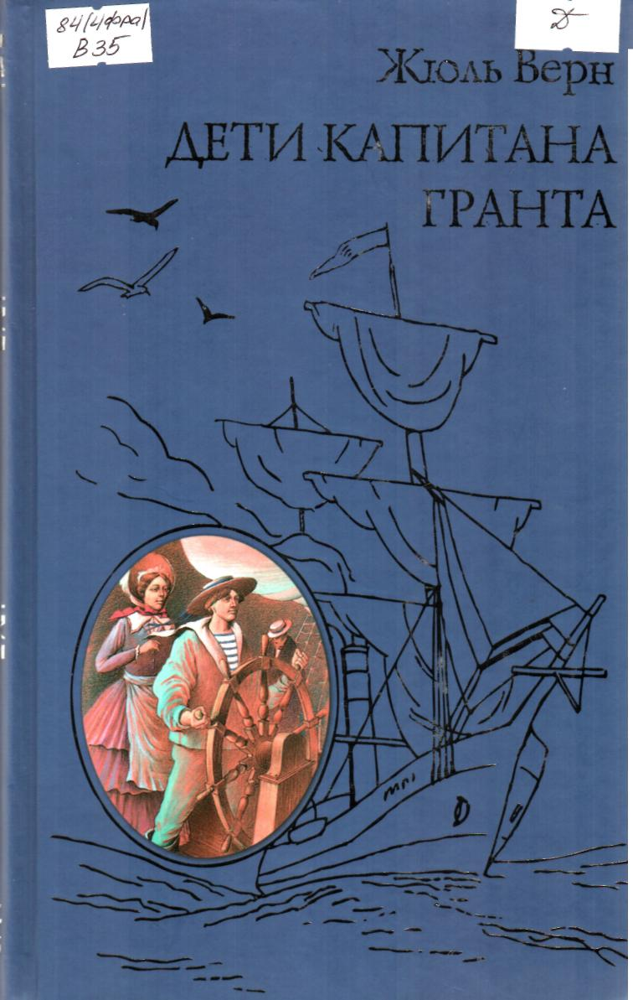 84(4фра)
В35
Д
Жюль Верн
ДЕТИ КАПИТАНА
ГРАНТА